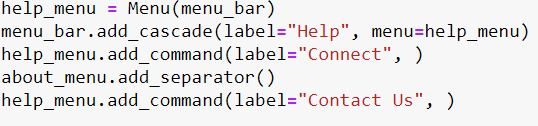 help_menu = Menu(menu_bar)
menu_bar.add_cascade(label="Help", menu=help_menu)
help_menu.add_command(label="Connect", )
about_menu.add_separator()
help_menu.add_command(label="Contact Us", )